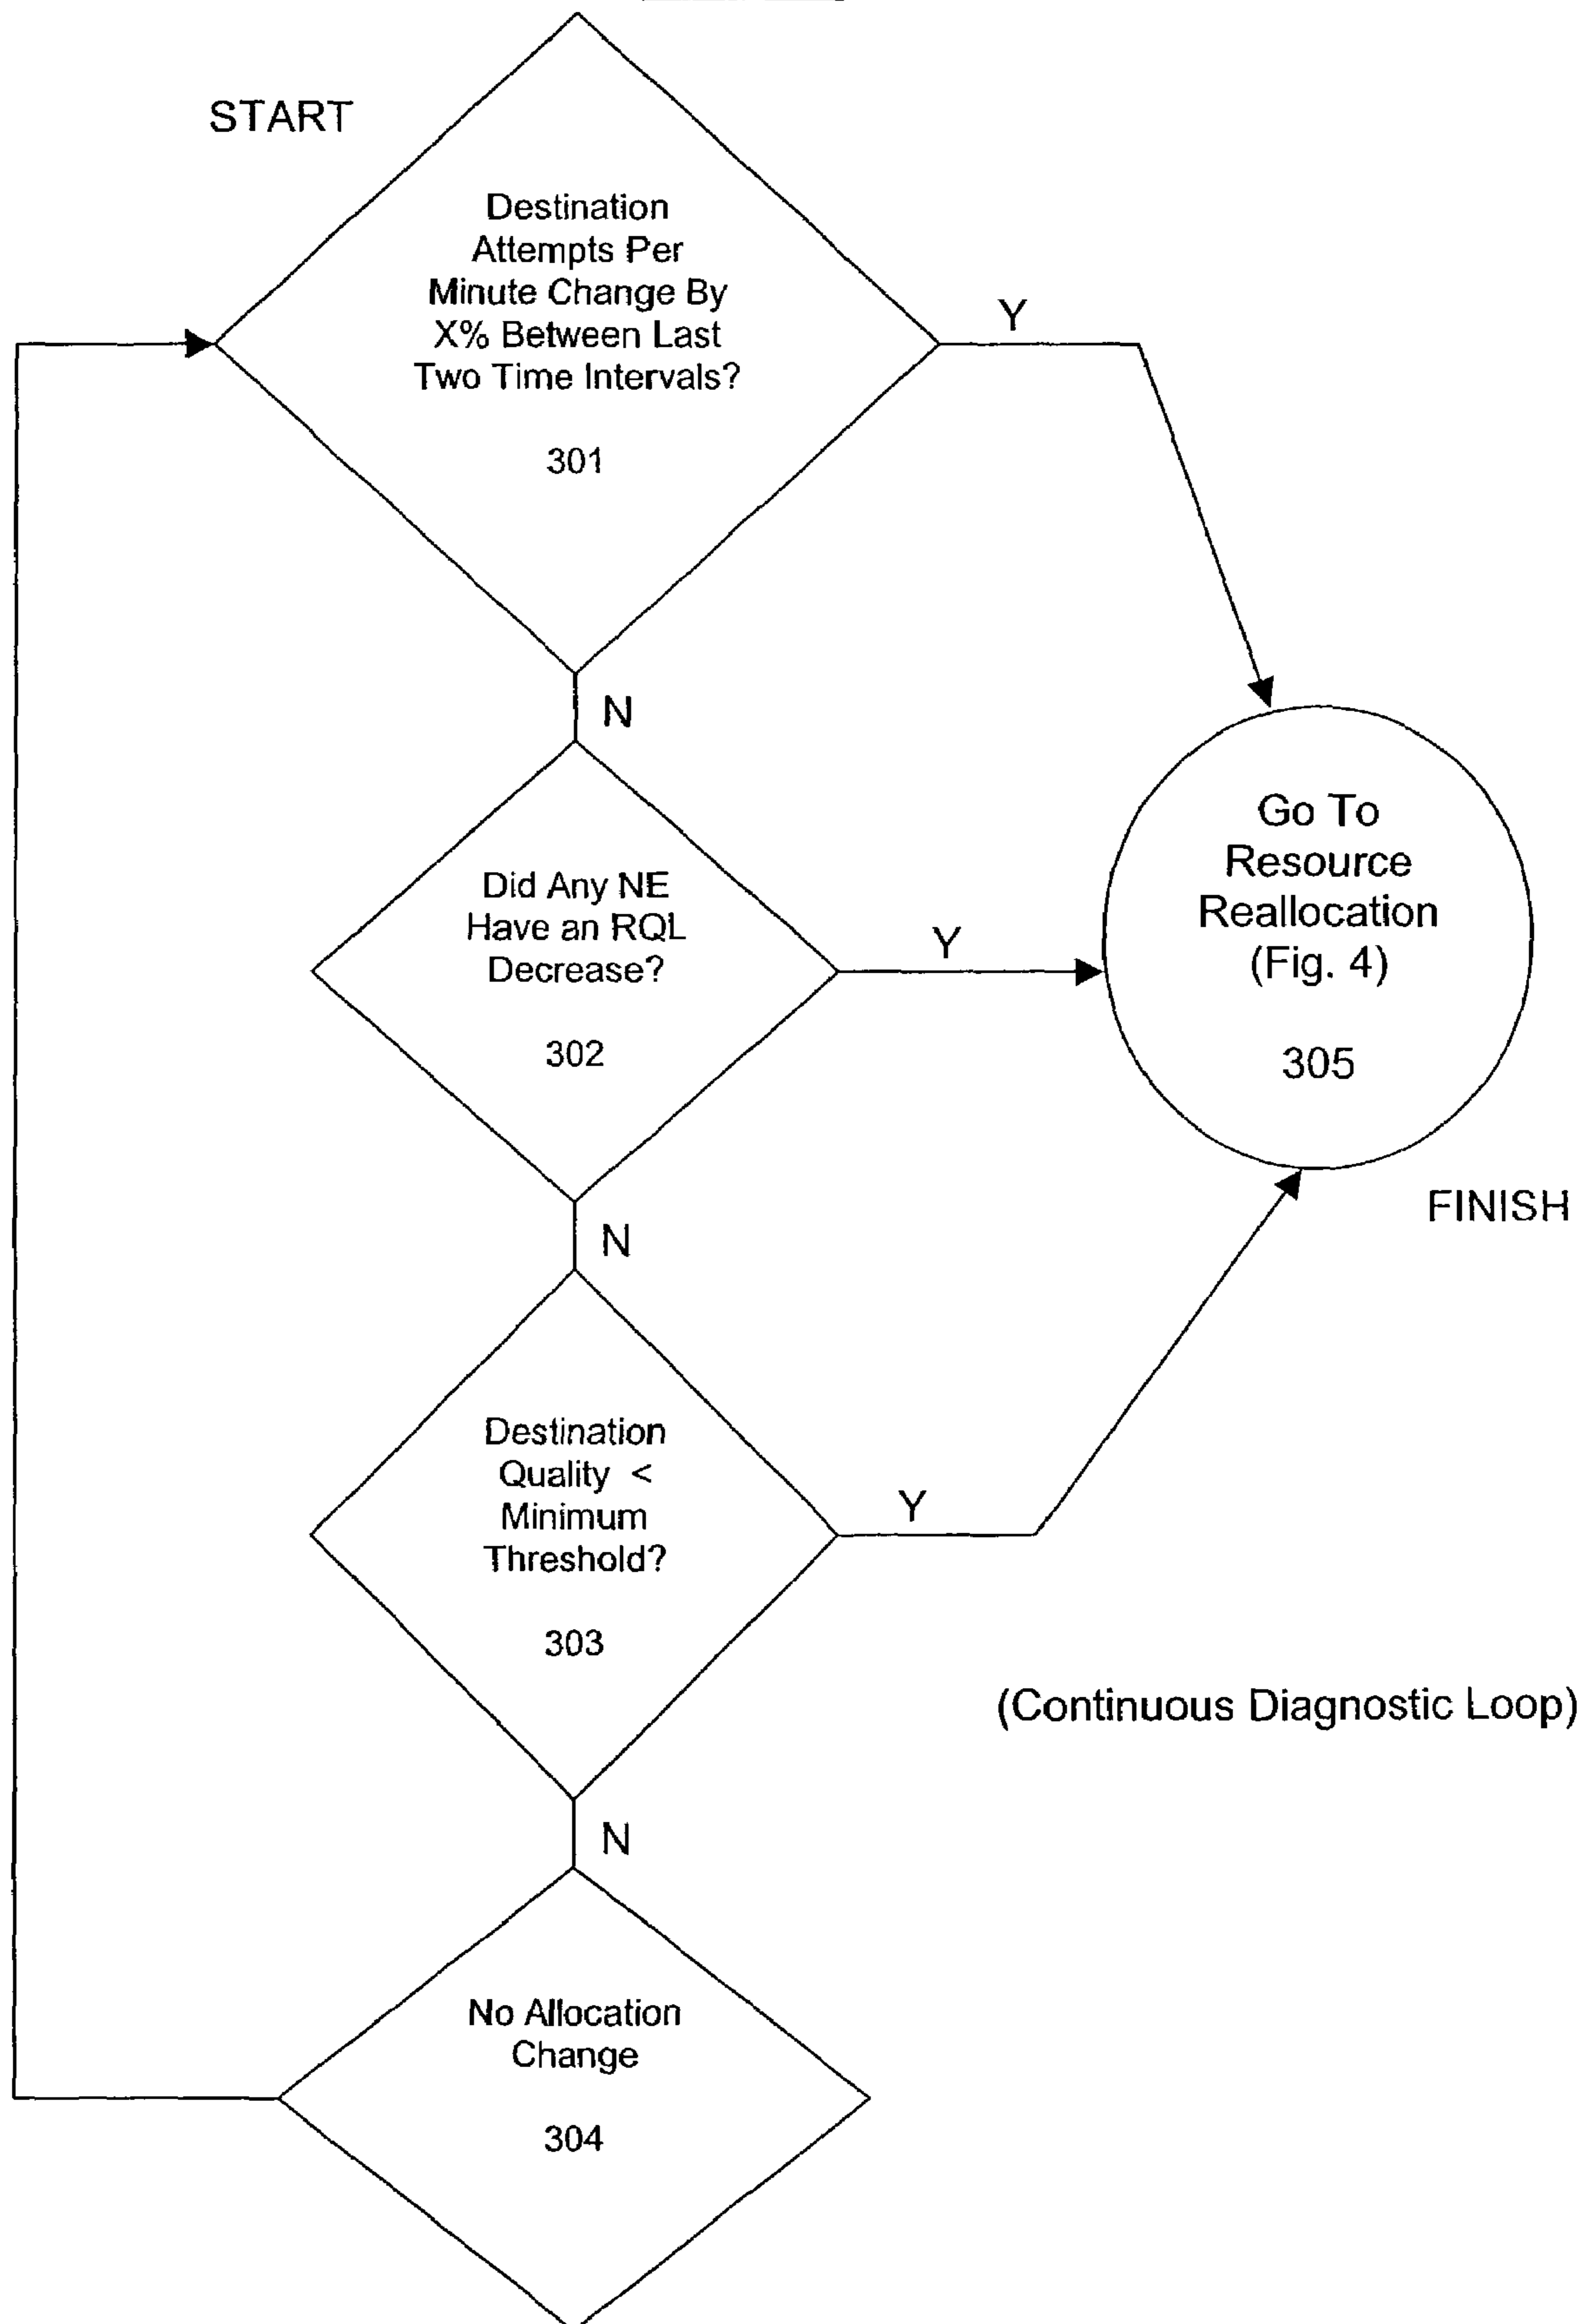 START
Destination
Attempts Per
Minute Change By
X% Between Last
Two Time Intervals?
301
Y
N
Did Any NE
Have an RQL
Decrease?
302
Y
Go To
Resource
Reallocation
(Fig. 4)
305
FINISH
N
Destination
Quality <
Minimum
Threshold?
303
Y
(Continuous Diagnostic Loop)
N
No Allocation
Change
304